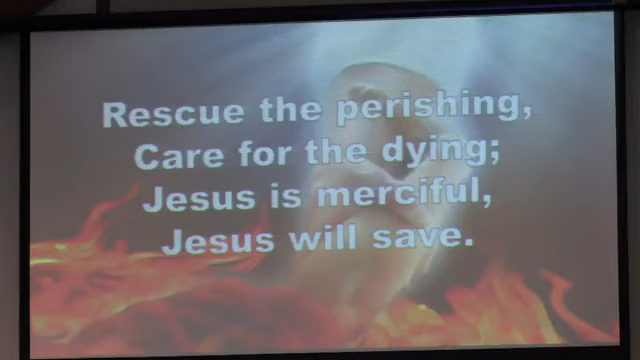 Rescue the perishing,
Care for the dying;
Jesus is merciful,
Jesus will save.